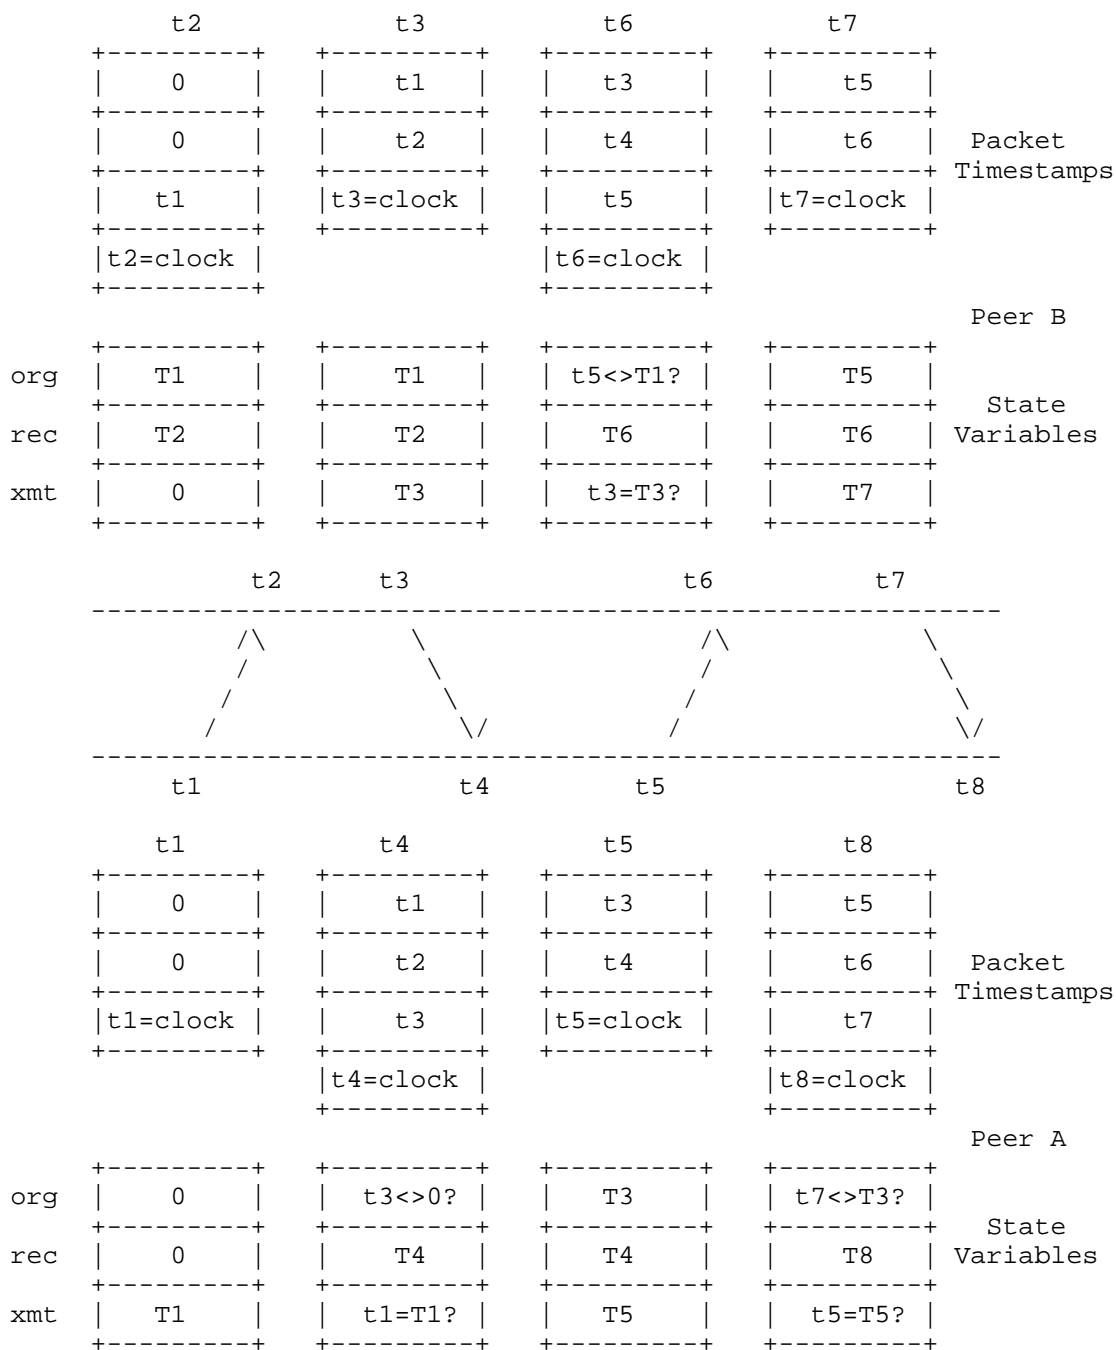 t2            t3            t6            t7
            +---------+   +---------+   +---------+   +---------+
            |    0    |   |    t1   |   |   t3    |   |    t5   |
            +---------+   +---------+   +---------+   +---------+
            |    0    |   |    t2   |   |   t4    |   |    t6   |  Packet
            +---------+   +---------+   +---------+   +---------+ Timestamps
            |   t1    |   |t3=clock |   |   t5    |   |t7=clock |
            +---------+   +---------+   +---------+   +---------+
            |t2=clock |                 |t6=clock |
            +---------+                 +---------+
                                                                   Peer B
            +---------+   +---------+   +---------+   +---------+
      org   |   T1    |   |    T1   |   | t5<>T1? |   |    T5   |
            +---------+   +---------+   +---------+   +---------+   State
      rec   |   T2    |   |    T2   |   |   T6    |   |    T6   | Variables
            +---------+   +---------+   +---------+   +---------+
      xmt   |    0    |   |    T3   |   |  t3=T3? |   |    T7   |
            +---------+   +---------+   +---------+   +---------+

                      t2      t3                 t6          t7
            ---------------------------------------------------------
                     /\         \                 /\            \
                    /            \               /               \
                   /              \             /                 \
                  /                \/          /                  \/
            ---------------------------------------------------------
                 t1                t4         t5                  t8

                t1            t4            t5            t8
            +---------+   +---------+   +---------+   +---------+
            |    0    |   |    t1   |   |   t3    |   |    t5   |
            +---------+   +---------+   +---------+   +---------+
            |    0    |   |    t2   |   |   t4    |   |    t6   |  Packet
            +---------+   +---------+   +---------+   +---------+ Timestamps
            |t1=clock |   |    t3   |   |t5=clock |   |    t7   |
            +---------+   +---------+   +---------+   +---------+
                          |t4=clock |                 |t8=clock |
                          +---------+                 +---------+
                                                                   Peer A
            +---------+   +---------+   +---------+   +---------+
      org   |    0    |   |  t3<>0? |   |   T3    |   | t7<>T3? |
            +---------+   +---------+   +---------+   +---------+   State
      rec   |    0    |   |    T4   |   |   T4    |   |    T8   | Variables
            +---------+   +---------+   +---------+   +---------+
      xmt   |   T1    |   |  t1=T1? |   |   T5    |   |  t5=T5? |
            +---------+   +---------+   +---------+   +---------+